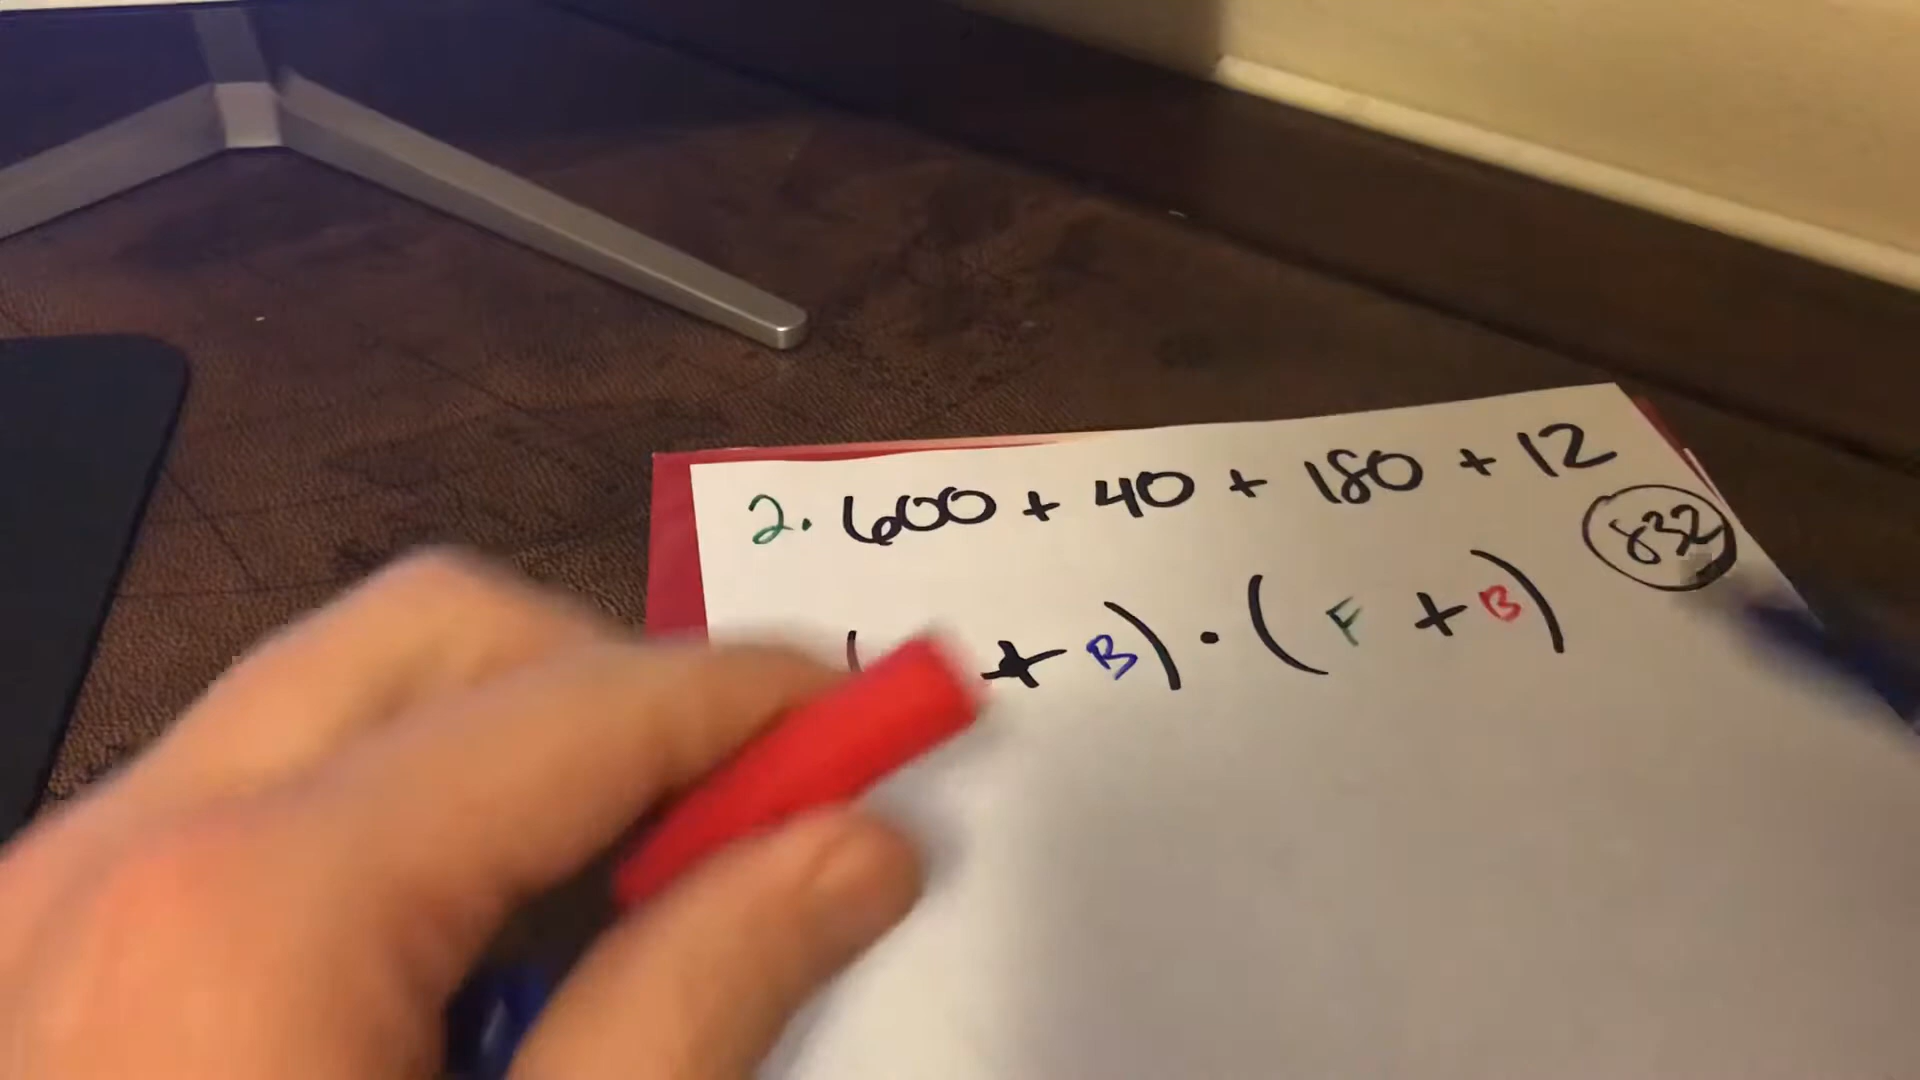 2. 600 + 40 + 180 + 12
832
( + B) · ( F + B)